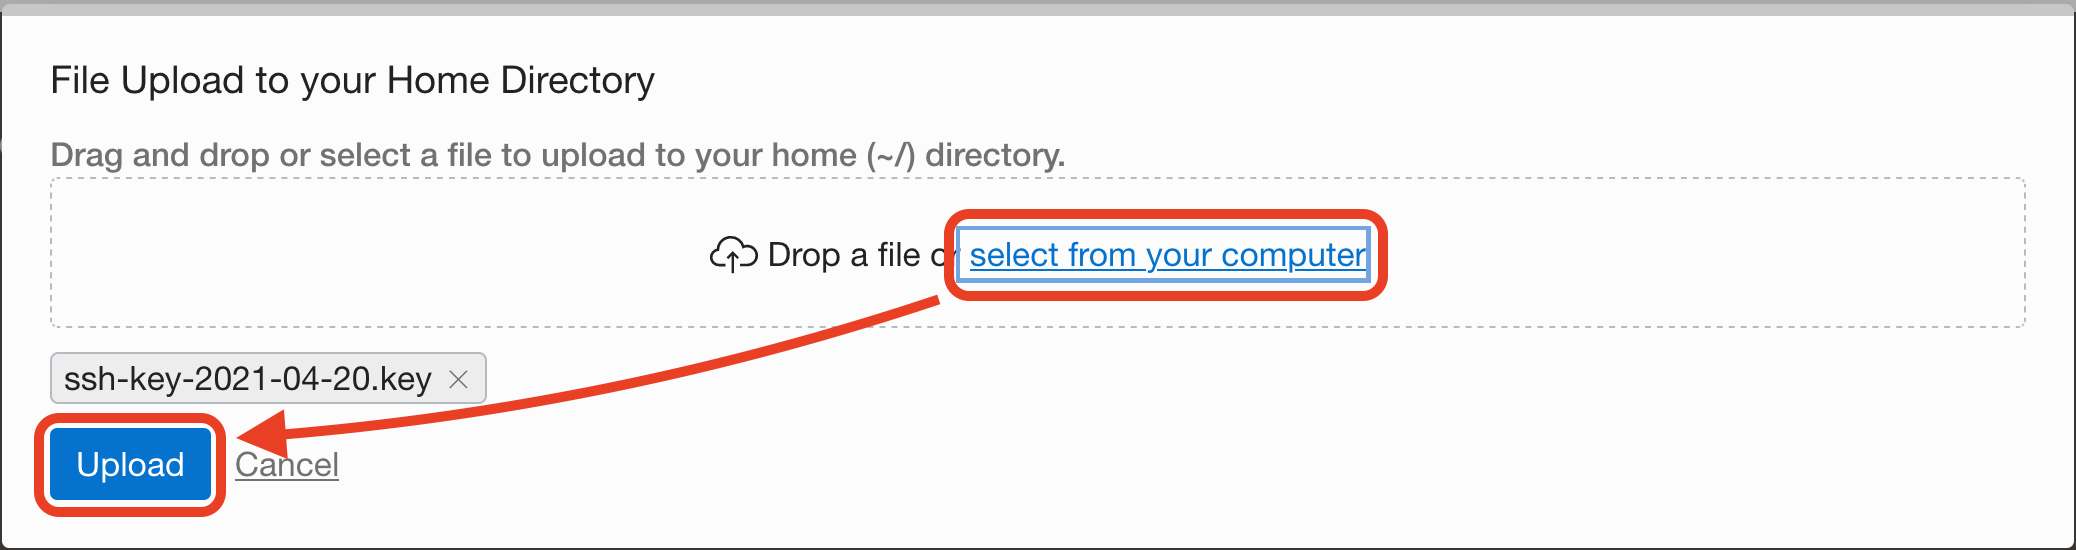 File Upload to your Home Directory
Drag and drop or select a file to upload to your home (~/) directory.
Drop a file or select from your computer
ssh-key-2021-04-20.key
Upload Cancel